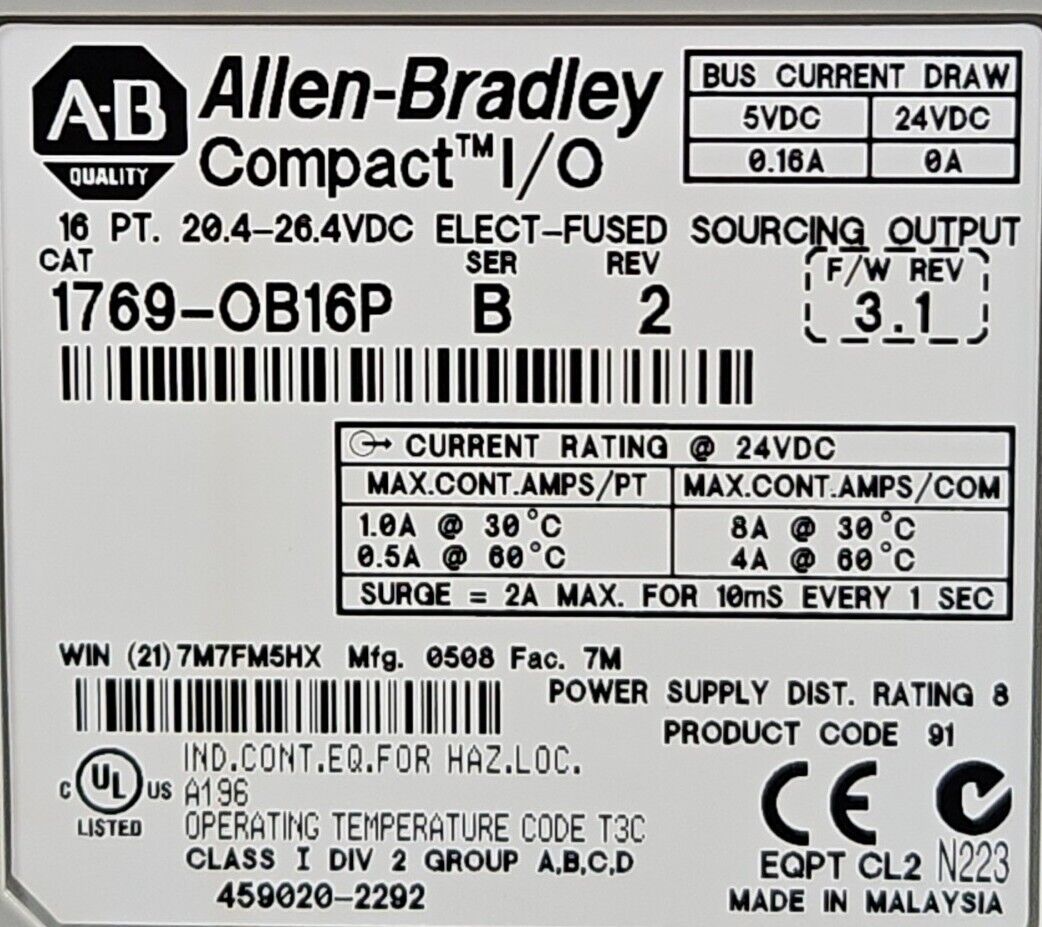 A-B
QUALITY
Allen-Bradley
Compact™ I/O
BUS CURRENT DRAW
5VDC 24VDC
0.16A 0A
16 PT. 20.4-26.4VDC ELECT-FUSED SOURCING OUTPUT
CAT SER REV F/W REV
1769-OB16P B 2 3.1
CURRENT RATING @ 24VDC
MAX.CONT.AMPS/PT MAX.CONT.AMPS/COM
1.0A @ 30°C 8A @ 30°C
0.5A @ 60°C 4A @ 60°C
SURGE = 2A MAX. FOR 10mS EVERY 1 SEC
WIN (21) 7M7FM5HX Mfg. 0508 Fac. 7M
POWER SUPPLY DIST. RATING 8
PRODUCT CODE 91
C UL US
LISTED
IND.CONT.EQ.FOR HAZ.LOC.
A196
OPERATING TEMPERATURE CODE T3C
CLASS I DIV 2 GROUP A,B,C,D
459020-2292
CE
EQPT CL2 N223
MADE IN MALAYSIA